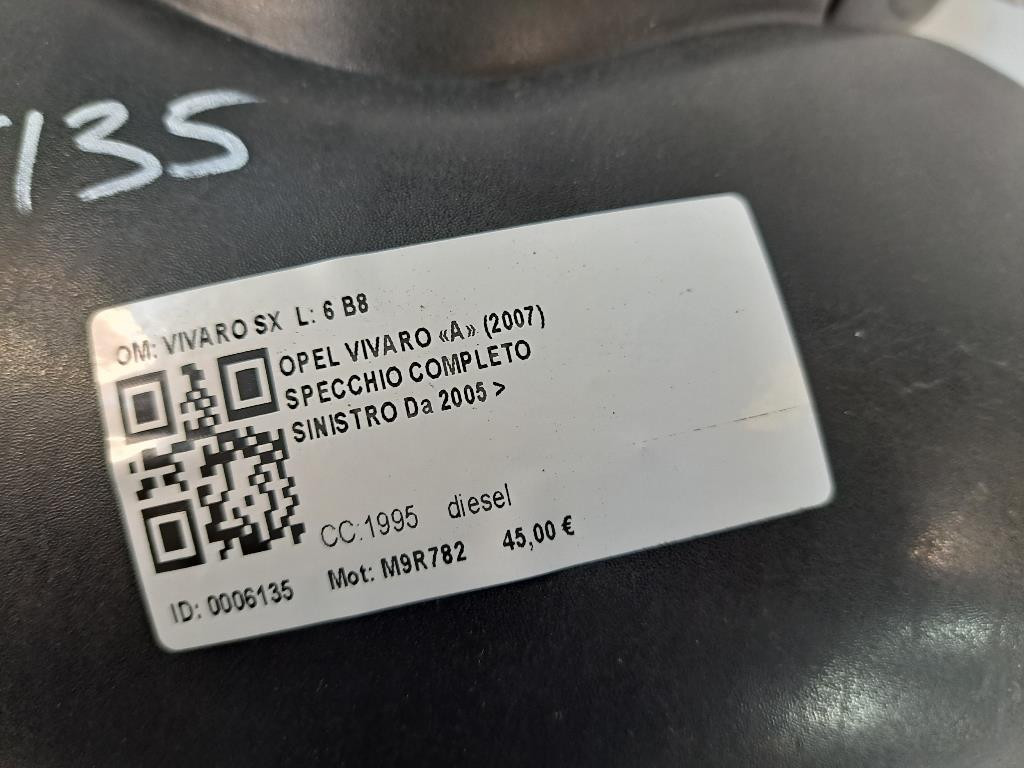 135
OM: VIVARO SX L: 6 B8
OPEL VIVARO «A» (2007)
SPECCHIO COMPLETO
SINISTRO Da 2005 >
CC:1995 diesel
ID: 0006135 Mot: M9R782 45,00 €